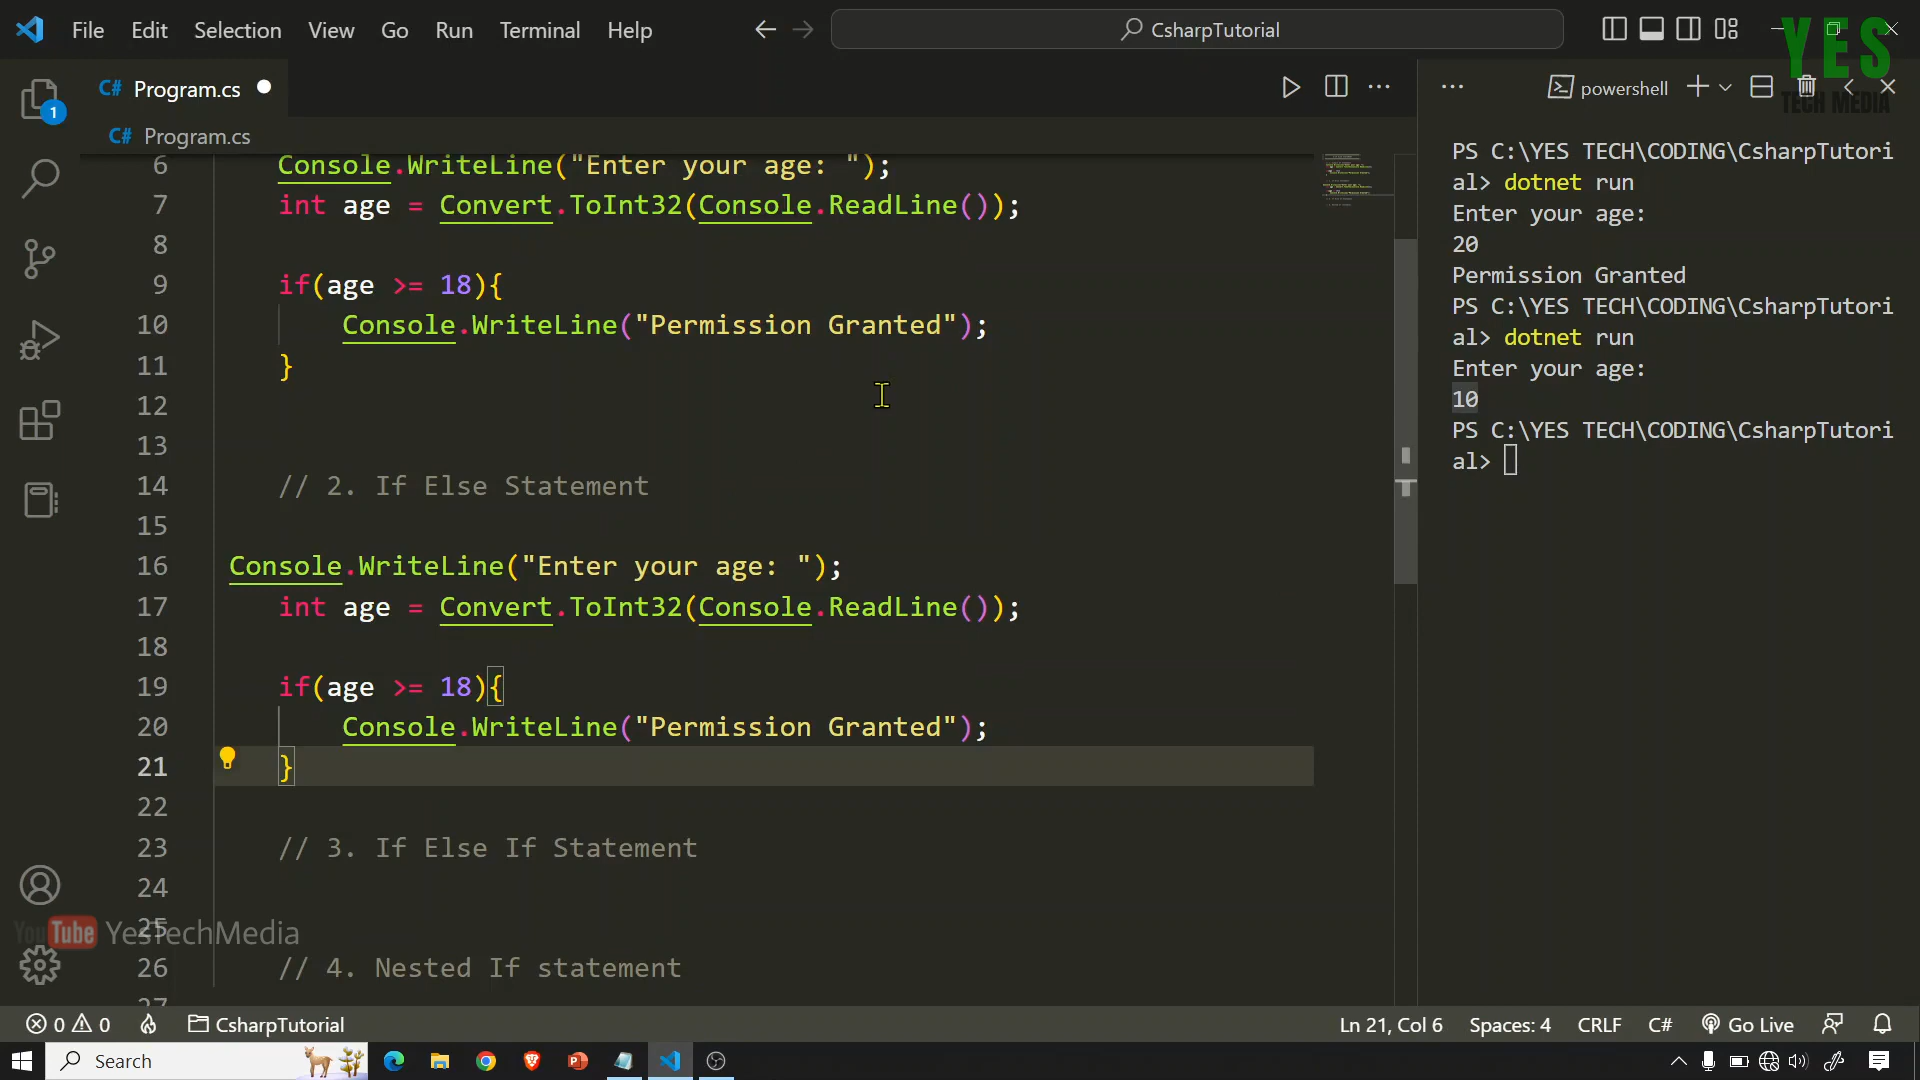 File Edit Selection View Go Run Terminal Help
CsharpTutorial
YES
TECH MEDIA
C# Program.cs
powershell
1
C# Program.cs
6 Console.WriteLine("Enter your age: ");
7 int age = Convert.ToInt32(Console.ReadLine());
8
9 if(age >= 18){
10 Console.WriteLine("Permission Granted");
11 }
12
13
14 // 2. If Else Statement
15
16 Console.WriteLine("Enter your age: ");
17 int age = Convert.ToInt32(Console.ReadLine());
18
19 if(age >= 18){
20 Console.WriteLine("Permission Granted");
21 }
22
23 // 3. If Else If Statement
24
25
26 // 4. Nested If statement
27
YouTube YesTechMedia
PS C:\YES TECH\CODING\CsharpTutori
al> dotnet run
Enter your age:
20
Permission Granted
PS C:\YES TECH\CODING\CsharpTutori
al> dotnet run
Enter your age:
10
PS C:\YES TECH\CODING\CsharpTutori
al>
0 0 CsharpTutorial
Ln 21, Col 6 Spaces: 4 CRLF C# Go Live
Search